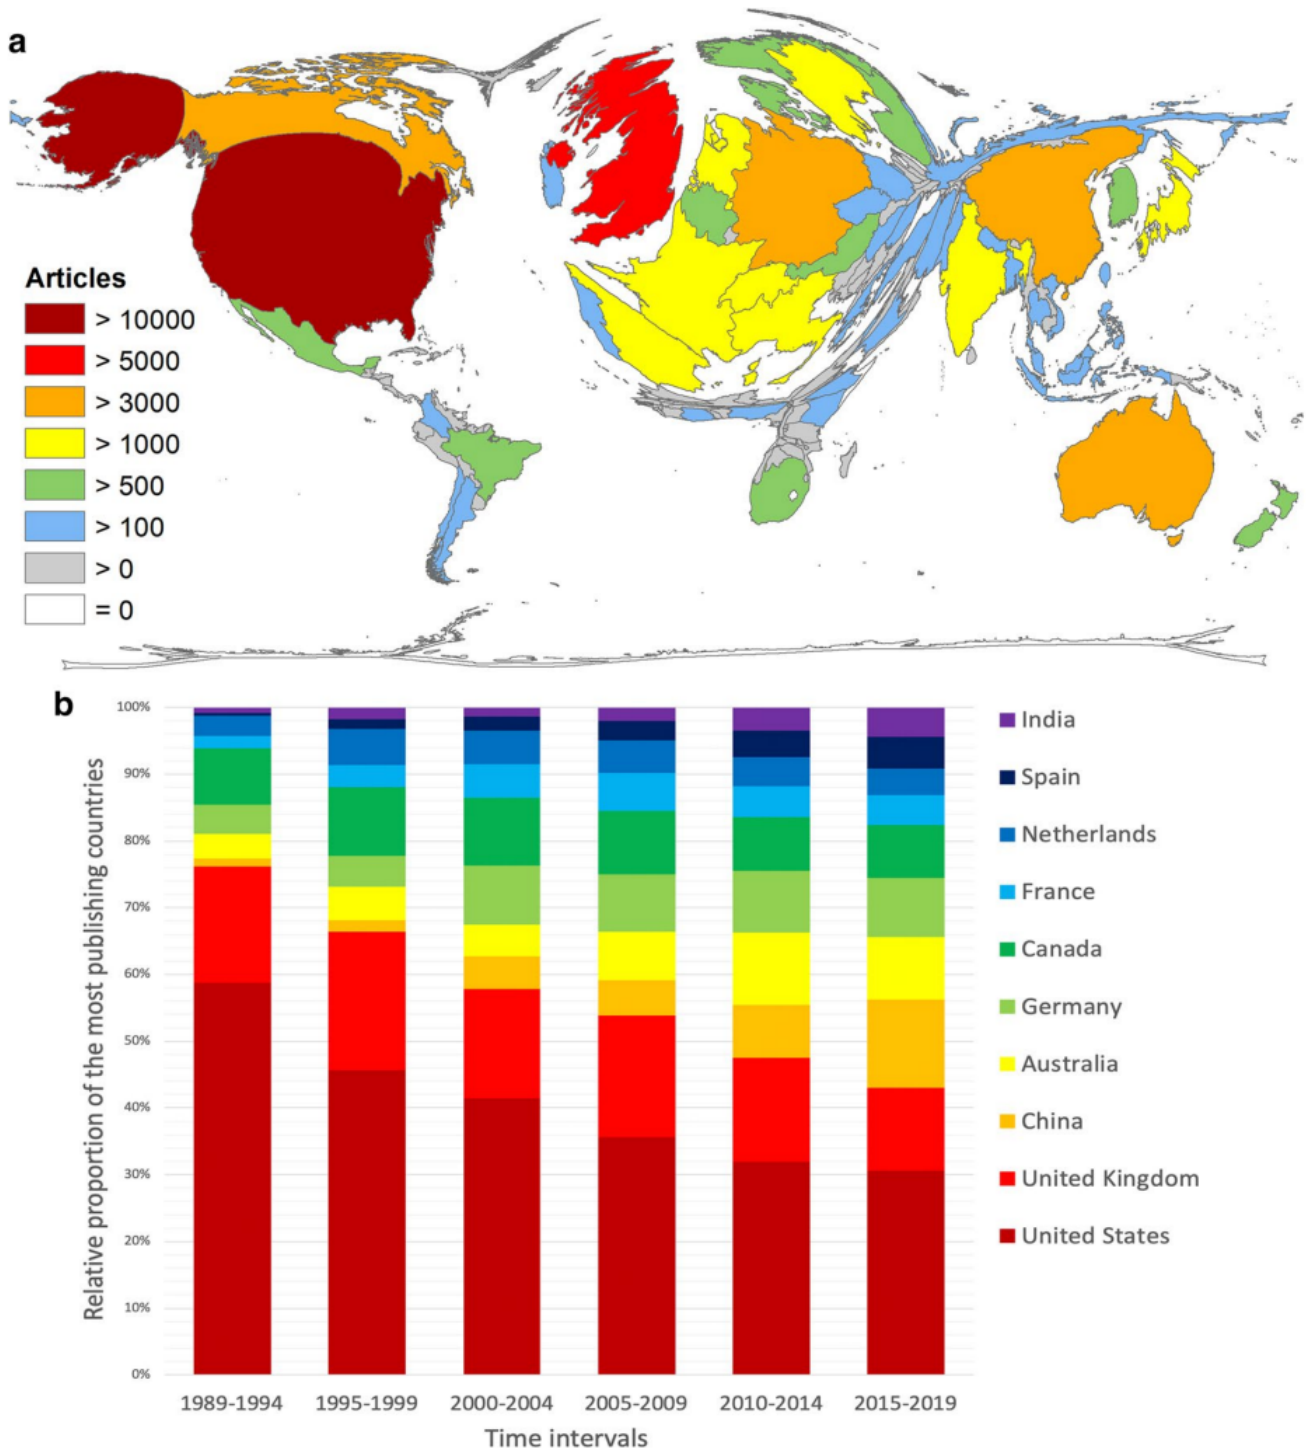 a
Articles
> 10000
> 5000
> 3000
> 1000
> 500
> 100
> 0
= 0
b
Relative proportion of the most publishing countries
100%
90%
80%
70%
60%
50%
40%
30%
20%
10%
0%
1989-1994 1995-1999 2000-2004 2005-2009 2010-2014 2015-2019
Time intervals
India
Spain
Netherlands
France
Canada
Germany
Australia
China
United Kingdom
United States